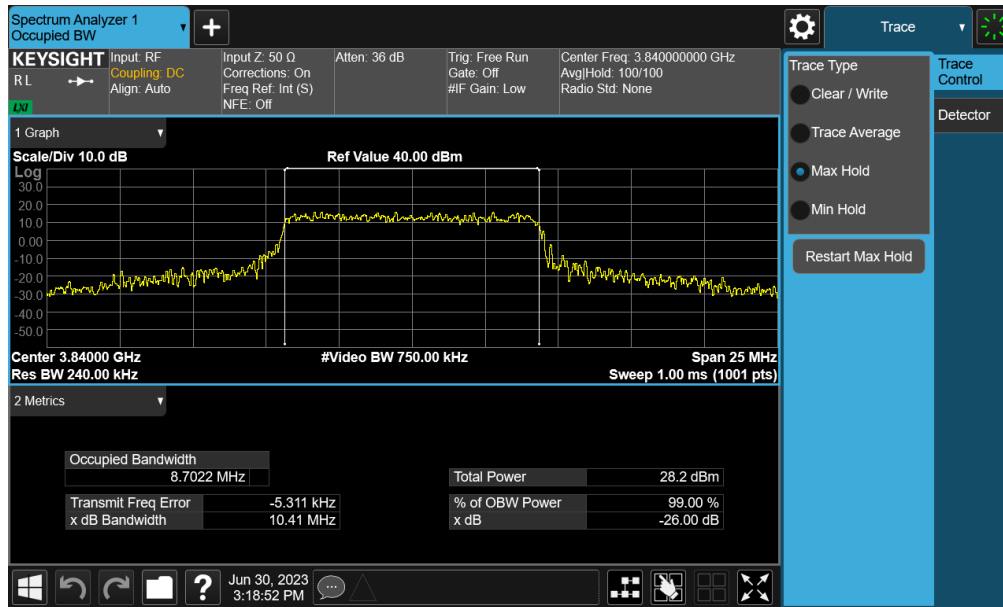 Spectrum Analyzer 1
Occupied BW
+
Trace
KEYSIGHT
R L
LXI
Input: RF
Coupling: DC
Align: Auto
Input Z: 50 Ω
Corrections: On
Freq Ref: Int (S)
NFE: Off
Atten: 36 dB
Trig: Free Run
Gate: Off
#IF Gain: Low
Center Freq: 3.840000000 GHz
Avg|Hold: 100/100
Radio Std: None
Trace Type
Clear / Write
Trace Average
Max Hold
Min Hold
Restart Max Hold
Trace
Control
Detector
1 Graph
Scale/Div 10.0 dB
Ref Value 40.00 dBm
Log
30.0
20.0
10.0
0.00
-10.0
-20.0
-30.0
-40.0
-50.0
Center 3.84000 GHz
#Video BW 750.00 kHz
Span 25 MHz
Res BW 240.00 kHz
Sweep 1.00 ms (1001 pts)
2 Metrics
Occupied Bandwidth
8.7022 MHz
Total Power 28.2 dBm
Transmit Freq Error -5.311 kHz
% of OBW Power 99.00 %
x dB Bandwidth 10.41 MHz
x dB -26.00 dB
?
Jun 30, 2023
3:18:52 PM